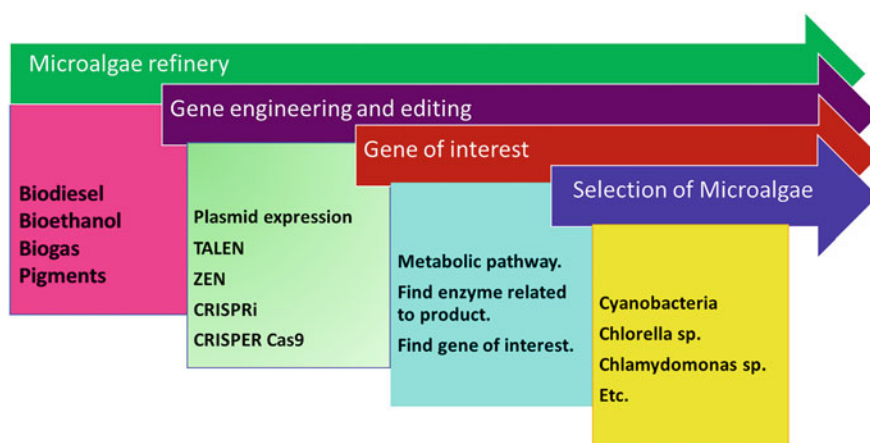 Microalgae refinery
Biodiesel
Bioethanol
Biogas
Pigments
Gene engineering and editing
Plasmid expression
TALEN
ZEN
CRISPRi
CRISPER Cas9
Gene of interest
Metabolic pathway.
Find enzyme related
to product.
Find gene of interest.
Selection of Microalgae
Cyanobacteria
Chlorella sp.
Chlamydomonas sp.
Etc.